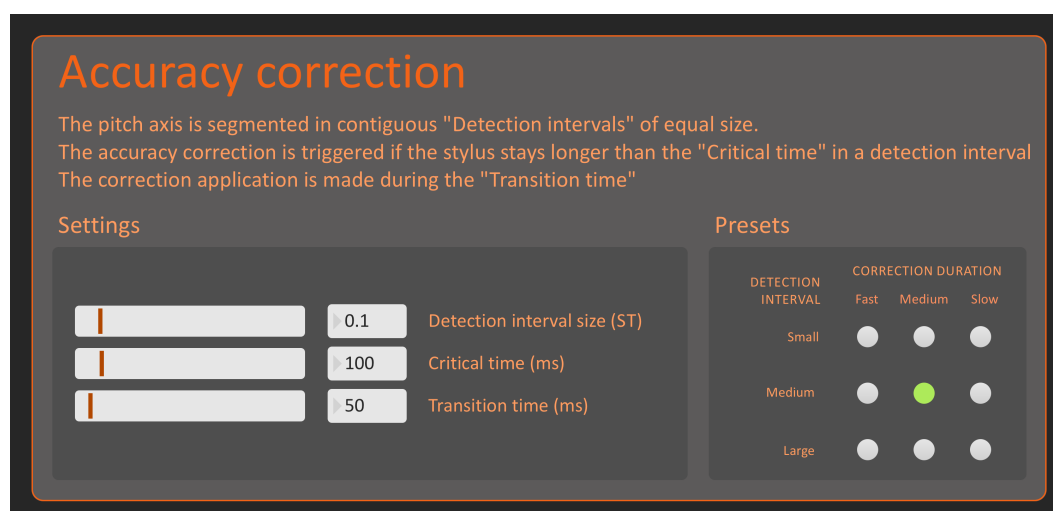 Accuracy correction
The pitch axis is segmented in contiguous "Detection intervals" of equal size.
The accuracy correction is triggered if the stylus stays longer than the "Critical time" in a detection interval
The correction application is made during the "Transition time"
Settings
Presets
0.1 Detection interval size (ST)
100 Critical time (ms)
50 Transition time (ms)
DETECTION
INTERVAL
CORRECTION DURATION
Fast Medium Slow
Small
Medium
Large